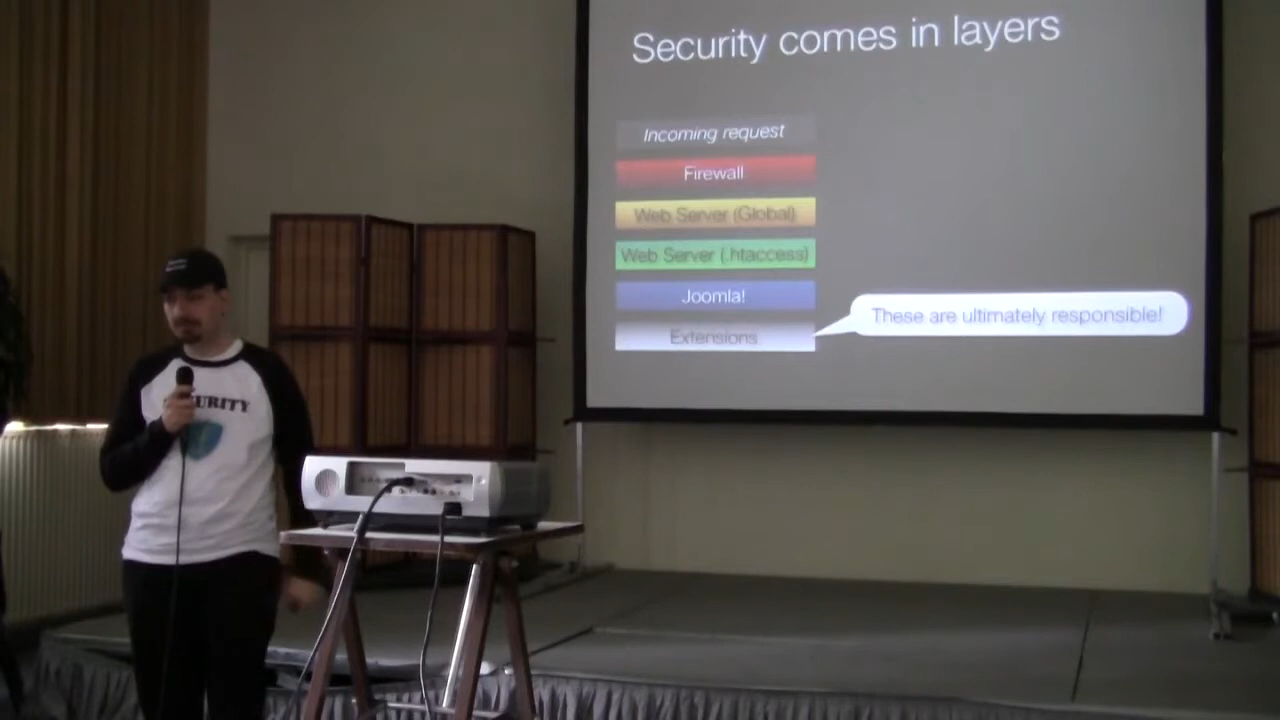 Security comes in layers
Incoming request
Firewall
Web Server (Global)
Web Server (.htaccess)
Joomla!
Extensions
These are ultimately responsible!